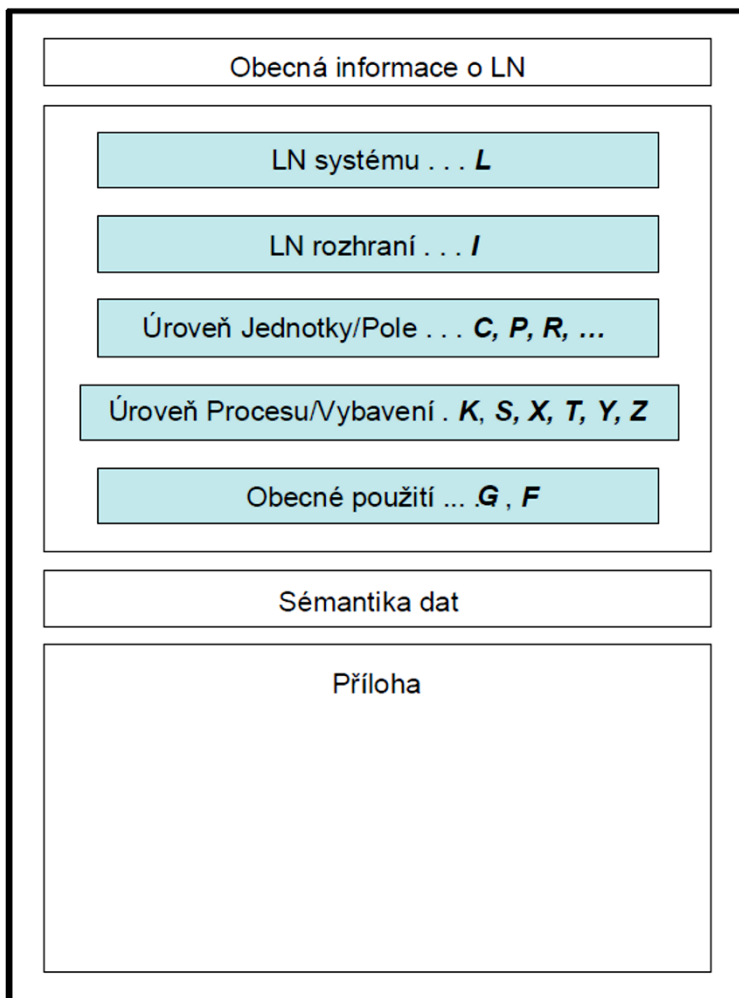 Obecná informace o LN
LN systému . . . L
LN rozhraní . . . I
Úroveň Jednotky/Pole . . . C, P, R, ...
Úroveň Procesu/Vybavení . K, S, X, T, Y, Z
Obecné použití ... .G , F
Sémantika dat
Příloha